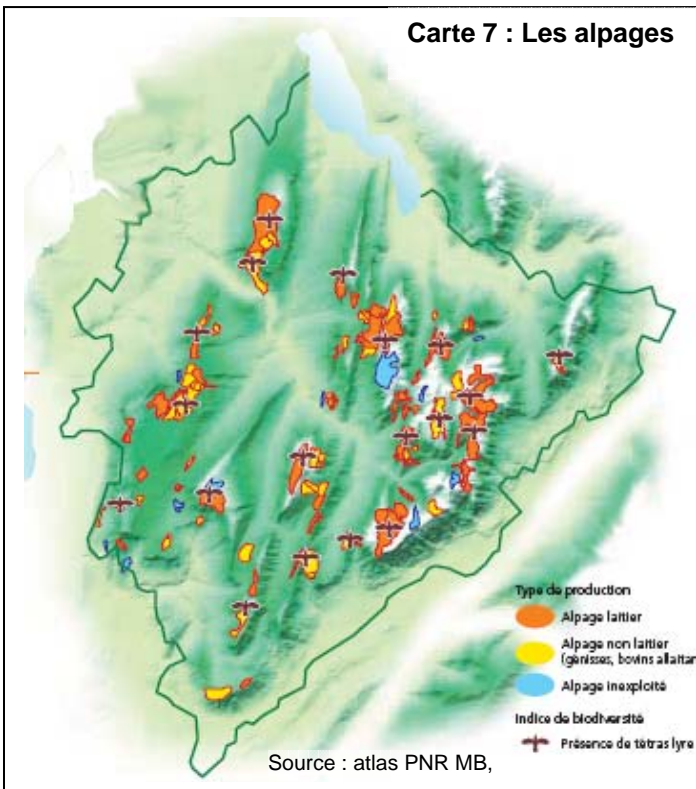 Carte 7 : Les alpages
Type de production
Alpage laitier
Alpage non laitier
(génisses, bovins allaitan
Alpage inexploité
Indice de biodiversité
Présence de tétras lyre
Source : atlas PNR MB,